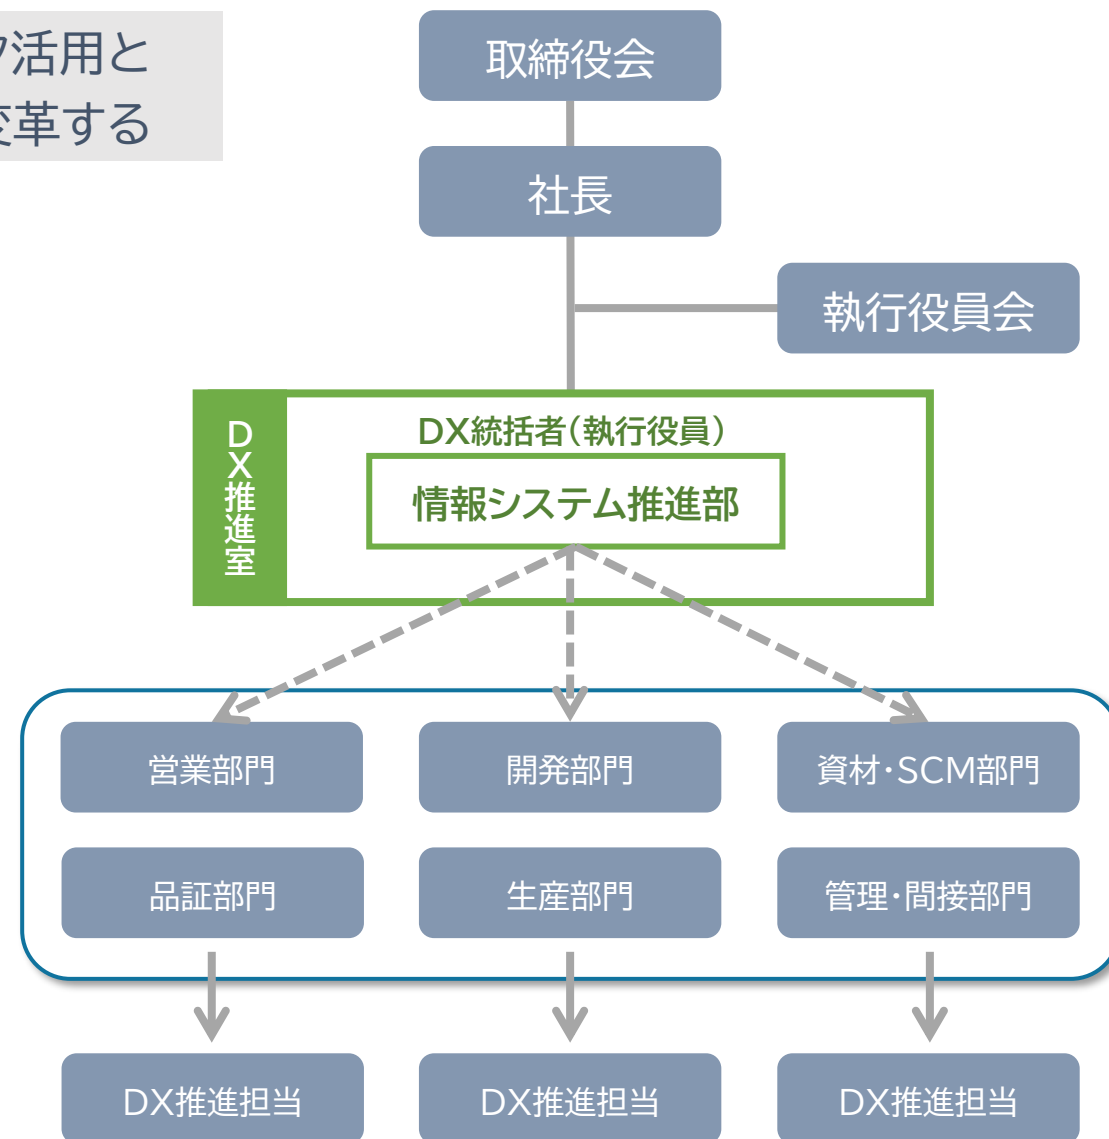 活用と
変革する
取締役会
社長
執行役員会
DX推進室
DX統括者(執行役員)
情報システム推進部
営業部門
開発部門
資材・SCM部門
品証部門
生産部門
管理・間接部門
DX推進担当
DX推進担当
DX推進担当